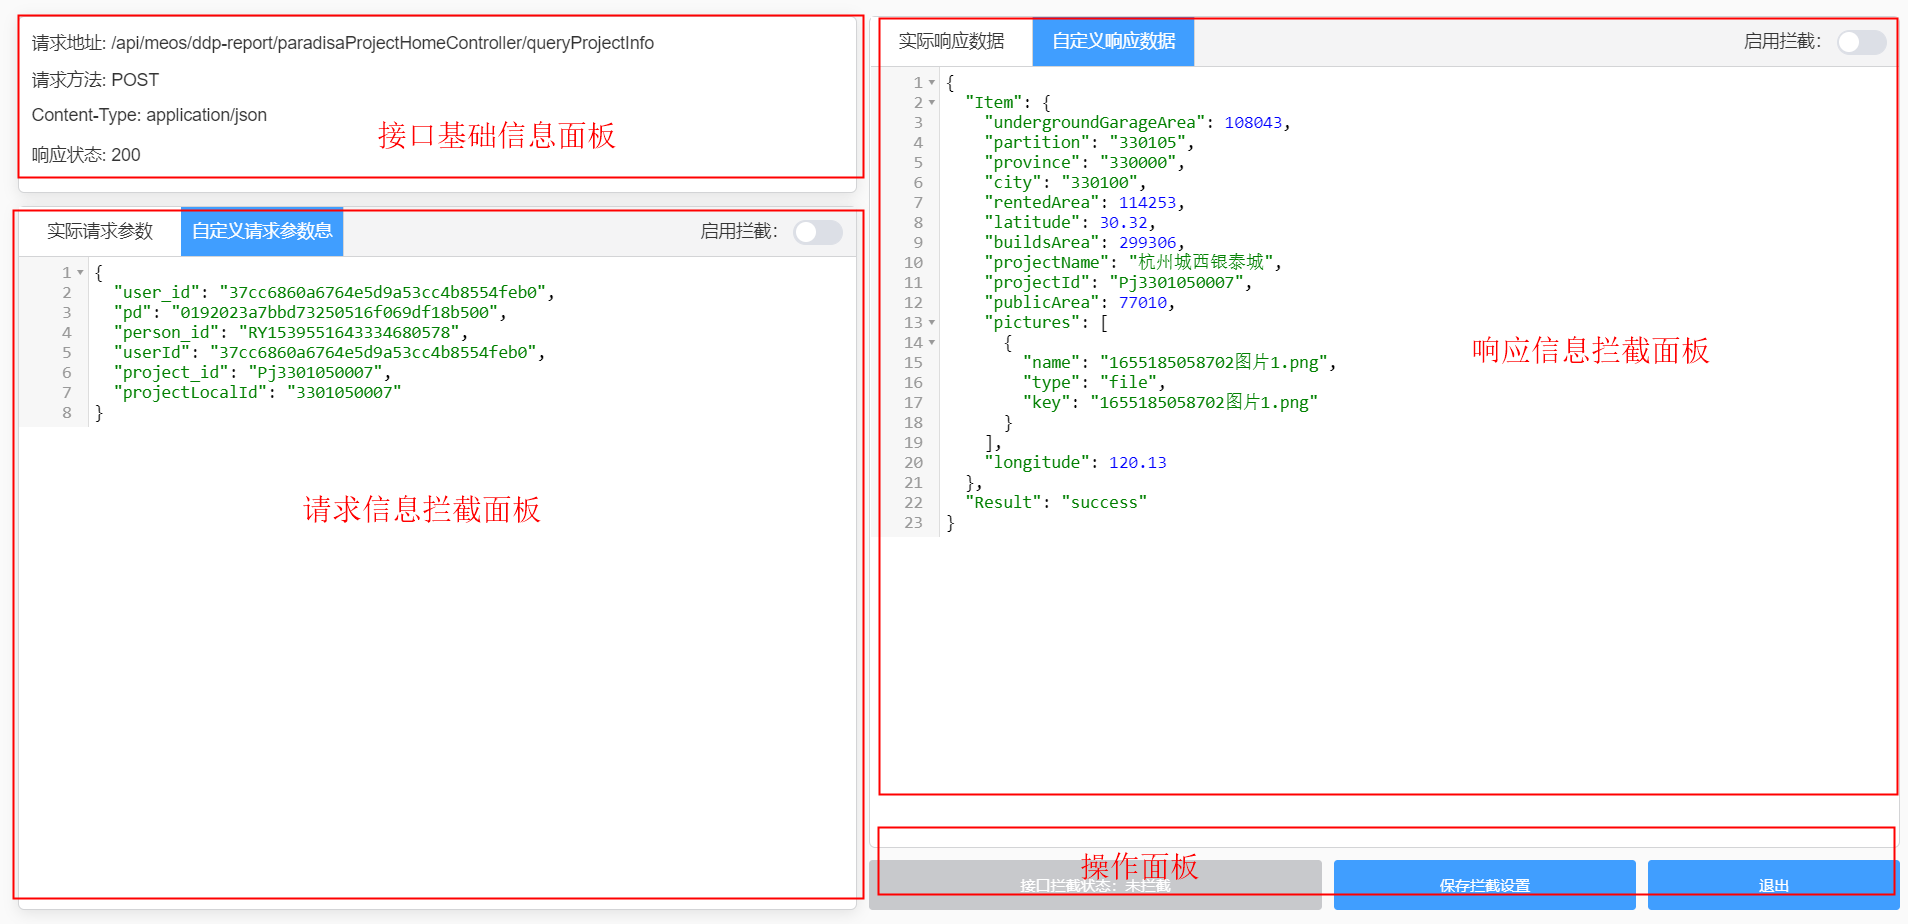 请求地址: /api/meos/ddp-report/paradisaProjectHomeController/queryProjectInfo
请求方法: POST
Content-Type: application/json
响应状态: 200
接口基础信息面板
实际请求参数
自定义请求参数息
启用拦截：
1 {
2 "user_id": "37cc6860a6764e5d9a53cc4b8554feb0",
3 "pd": "0192023a7bbd73250516f069df18b500",
4 "person_id": "RY1539551643334680578",
5 "userId": "37cc6860a6764e5d9a53cc4b8554feb0",
6 "project_id": "Pj3301050007",
7 "projectLocalId": "3301050007"
8 }
请求信息拦截面板
实际响应数据
自定义响应数据
启用拦截：
1 {
2 "Item": {
3 "undergroundGarageArea": 108043,
4 "partition": "330105",
5 "province": "330000",
6 "city": "330100",
7 "rentedArea": 114253,
8 "latitude": 30.32,
9 "buildsArea": 299306,
10 "projectName": "杭州城西银泰城",
11 "projectId": "Pj3301050007",
12 "publicArea": 77010,
13 "pictures": [
14 {
15 "name": "1655185058702图片1.png",
16 "type": "file",
17 "key": "1655185058702图片1.png"
18 }
19 ],
20 "longitude": 120.13
21 },
22 "Result": "success"
23 }
响应信息拦截面板
操作面板
接口拦截状态：未拦截
保存拦截设置
退出